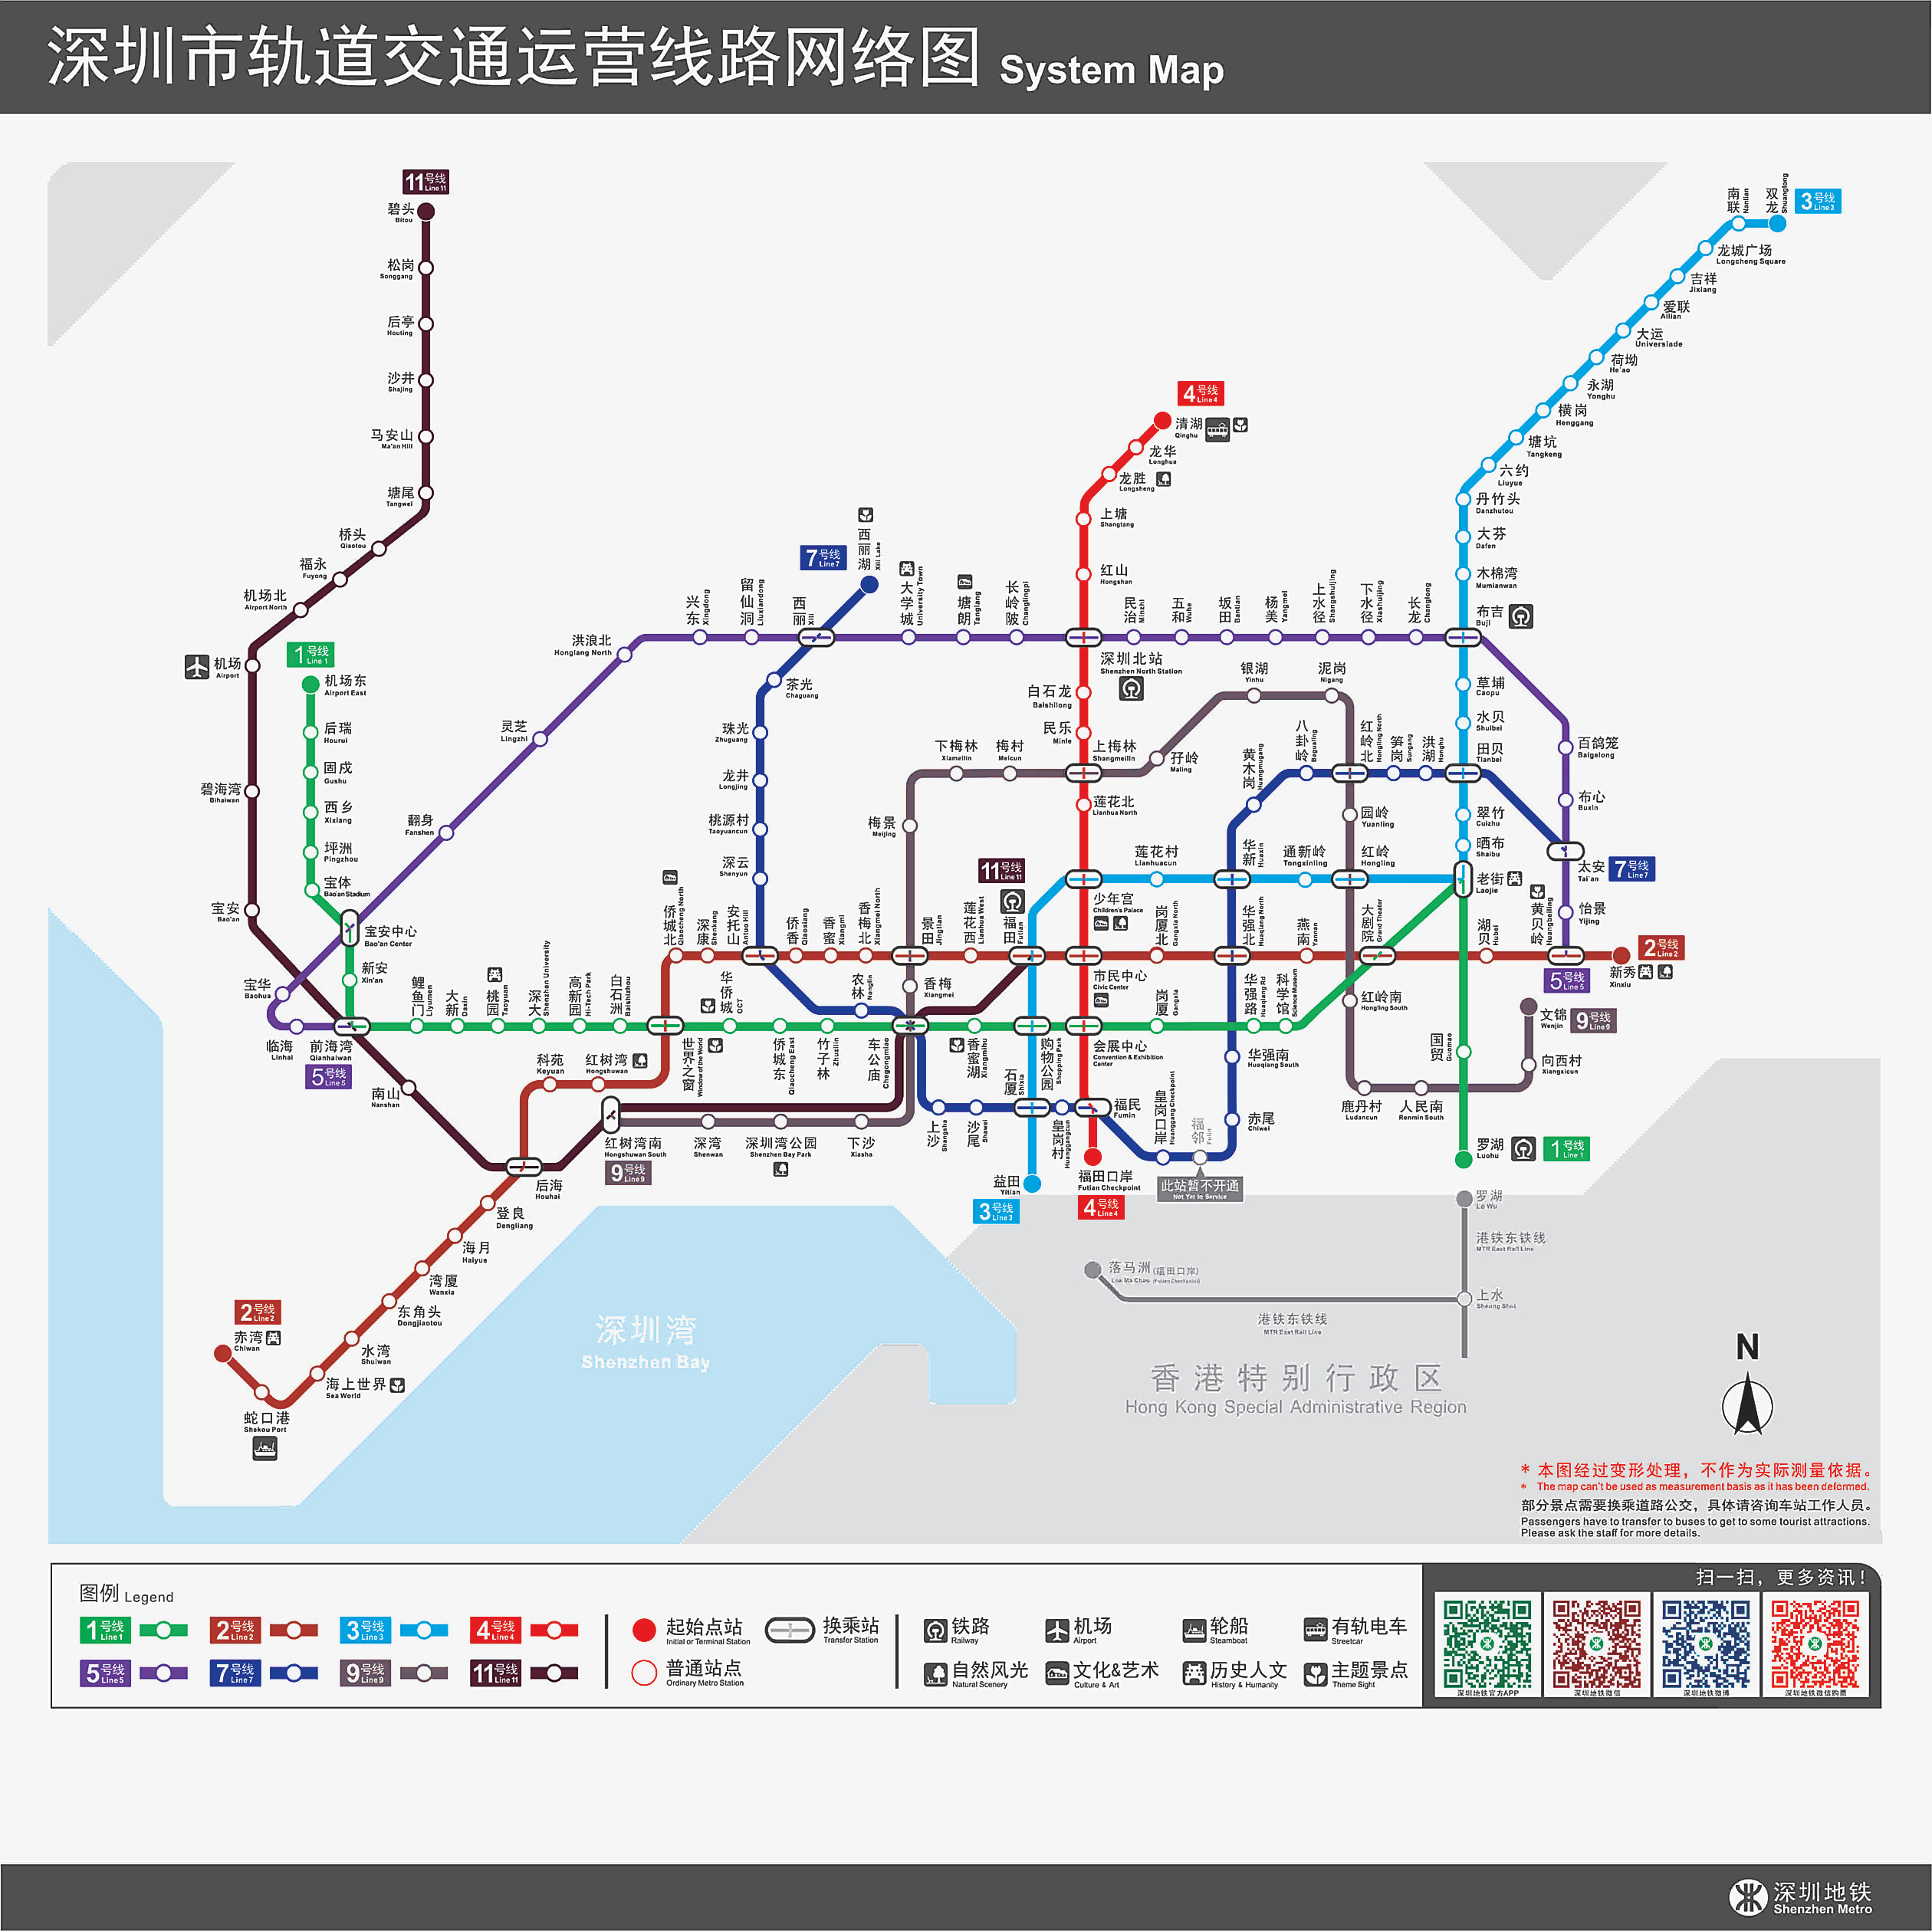 深圳市轨道交通运营线路网络图 System Map
11号线
Line 11
碧头
Bitou
松岗
Songgang
后亭
Houting
沙井
Shajing
马安山
Ma'an Hill
塘尾
Tangwei
桥头
Qiaotou
福永
Fuyong
机场北
Airport North
机场
Airport
碧海湾
Bihaiwan
宝安
Bao'an
1号线
Line 1
机场东
Airport East
后瑞
Hourui
固戍
Gushu
西乡
Xixiang
坪洲
Pingzhou
宝体
Bao'an Stadium
宝安中心
Bao'an Center
新安
Xin'an
宝华
Baohua
临海
Linhai
前海湾
Qianhaiwan
5号线
Line 5
南山
Nanshan
翻身
Fanshen
灵芝
Lingzhi
洪浪北
Honglang North
兴东
Xingdong
留仙洞
Liuxiandong
西丽
Xili
7号线
Line 7
西丽湖
Xili Lake
大学城
University Town
塘朗
Tanglang
长岭陂
Changlingpi
4号线
Line 4
清湖
Qinghu
龙华
Longhua
龙胜
Longsheng
上塘
Shangtang
红山
Hongshan
深圳北站
Shenzhen North Station
民治
Minzhi
五和
Wuhe
坂田
Bantian
杨美
Yangmei
上水径
Shangshuijing
下水径
Xiashuijing
长龙
Changlong
布吉
Buji
3号线
Line 3
双龙
Shuanglong
南联
Nanlian
龙城广场
Longcheng Square
吉祥
Jixiang
爱联
Ailian
大运
Universiade
荷坳
He'ao
永湖
Yonghu
横岗
Henggang
塘坑
Tangkeng
六约
Liuyue
丹竹头
Danzhutou
大芬
Dafen
木棉湾
Mumianwan
草埔
Caopu
水贝
Shuibei
田贝
Tianbei
翠竹
Cuizhu
晒布
Shaibu
老街
Laojie
百鸽笼
Baigelong
布心
Buxin
太安
Tai'an
7号线
Line 7
怡景
Yijing
黄贝岭
Huangbeiling
5号线
Line 5
2号线
Line 2
新秀
Xinxiu
茶光
Chaguang
珠光
Zhuguang
龙井
Longjing
桃源村
Taoyuancun
深云
Shenyun
白石龙
Baishilong
民乐
Minle
上梅林
Shangmeilin
莲花北
Lianhua North
下梅林
Xiameilin
梅村
Meicun
梅景
Meijing
孖岭
Maling
银湖
Yinhu
泥岗
Nigang
八卦岭
Bagualing
黄木岗
Huangmugang
红岭北
Hongling North
笋岗
Sungang
洪湖
Honghu
园岭
Yuanling
红岭
Hongling
通新岭
Tongxinling
华新
Huaxin
莲花村
Lianhuacun
少年宫
Children's Palace
11号线
Line 11
福田
Futian
侨城北
Qiaocheng North
深康
Shenkang
安托山
Antuo Hill
侨香
Qiaoxiang
香蜜
Xiangmi
香梅北
Xiangmei North
景田
Jingtian
莲花西
Lianhua West
市民中心
Civic Center
岗厦北
Gangxia North
华强北
Huaqiang North
燕南
Yannan
大剧院
Grand Theater
湖贝
Hubei
香梅
Xiangmei
农林
Nonglin
鲤鱼门
Liyumen
大新
Daxin
桃园
Taoyuan
深大
Shenzhen University
高新园
Hi-Tech Park
白石洲
Baishizhou
世界之窗
Window of the World
华侨城
OCT
侨城东
Qiaocheng East
竹子林
Zhuzilin
车公庙
Chegongmiao
香蜜湖
Xiangmihu
购物公园
Shopping Park
会展中心
Convention & Exhibition
Center
岗厦
Gangxia
华强路
Huaqiang Rd
科学馆
Science Museum
红岭南
Hongling South
国贸
Guomao
罗湖
Luohu
1号线
Line 1
文锦
Wenjin
9号线
Line 9
向西村
Xiangxicun
人民南
Renmin South
鹿丹村
Ludancun
华强南
Huaqiang South
赤尾
Chiwei
福邻
Fulin
此站暂不开通
Not Yet In Service
皇岗口岸
Huanggang Checkpoint
福民
Fumin
皇岗村
Huanggangcun
石厦
Shixia
沙尾
Shawei
上沙
Shangsha
益田
Yitian
3号线
Line 3
福田口岸
Futian Checkpoint
4号线
Line 4
科苑
Keyuan
红树湾
Hongshuwan
红树湾南
Hongshuwan South
9号线
Line 9
深湾
Shenwan
深圳湾公园
Shenzhen Bay Park
下沙
Xiasha
后海
Houhai
登良
Dengliang
海月
Haiyue
湾厦
Wanxia
东角头
Dongjiaotou
水湾
Shuiwan
海上世界
Sea World
蛇口港
Shekou Port
赤湾
Chiwan
2号线
Line 2
深圳湾
Shenzhen Bay
罗湖
Lo Wu
港铁东铁线
MTR East Rail Line
上水
Sheung Shui
落马洲(福田口岸)
Lok Ma Chau (Futian Checkpoint)
港铁东铁线
MTR East Rail Line
香港特别行政区
Hong Kong Special Administrative Region
N
* 本图经过变形处理，不作为实际测量依据。
* The map can't be used as measurement basis as it has been deformed.
部分景点需要换乘道路公交，具体请咨询车站工作人员。
Passengers have to transfer to buses to get to some tourist attractions.
Please ask the staff for more details.
图例 Legend
1号线 Line 1
2号线 Line 2
3号线 Line 3
4号线 Line 4
5号线 Line 5
7号线 Line 7
9号线 Line 9
11号线 Line 11
起始点站
Initial or Terminal Station
换乘站
Transfer Station
普通站点
Ordinary Metro Station
铁路
Railway
机场
Airport
轮船
Steamboat
有轨电车
Streetcar
自然风光
Natural Scenery
文化&艺术
Culture & Art
历史人文
History & Humanity
主题景点
Theme Sight
扫一扫，更多资讯！
深圳地铁官方APP
深圳地铁微信
深圳地铁微博
深圳地铁微信购票
深圳地铁
Shenzhen Metro